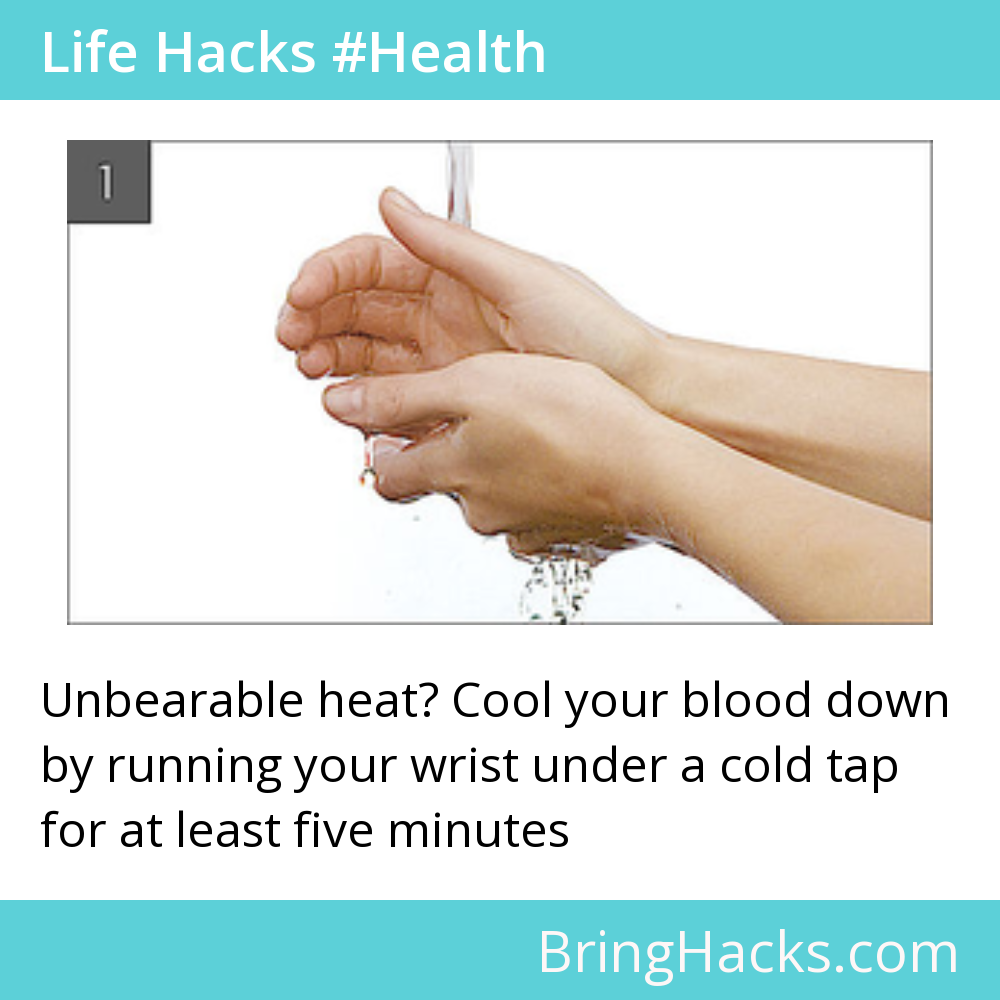 Life Hacks #Health
1
Unbearable heat? Cool your blood down
by running your wrist under a cold tap
for at least five minutes
BringHacks.com